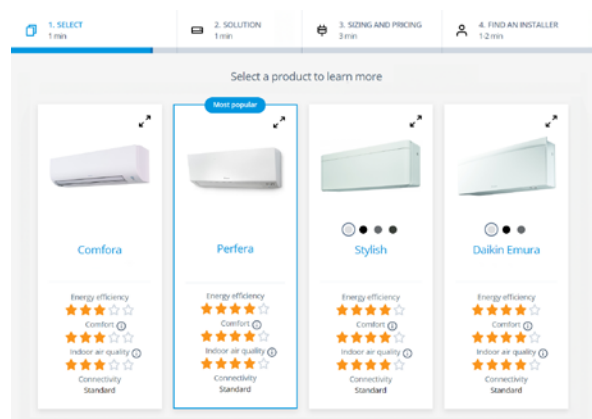 1. SELECT
1 min
2. SOLUTION
1 min
3. SIZING AND PRICING
3 min
4. FIND AN INSTALLER
1-2 min
Select a product to learn more
Most popular
Comfora
Energy efficiency
Comfort
Indoor air quality
Connectivity
Standard
Perfera
Energy efficiency
Comfort
Indoor air quality
Connectivity
Standard
Stylish
Energy efficiency
Comfort
Indoor air quality
Connectivity
Standard
Daikin Emura
Energy efficiency
Comfort
Indoor air quality
Connectivity
Standard